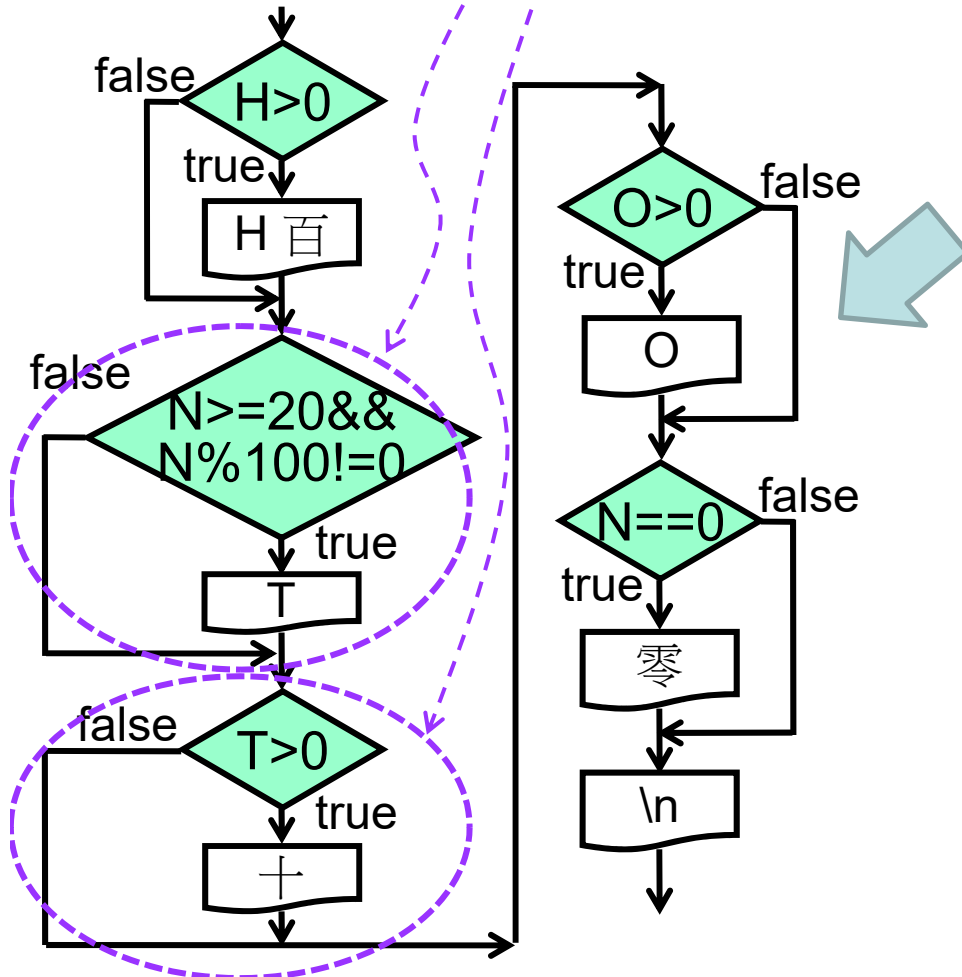 false
H>0
true
H 百
false
N>=20&&
N%100!=0
true
T
false
T>0
true
十
false
O>0
true
O
false
N==0
true
零
\n